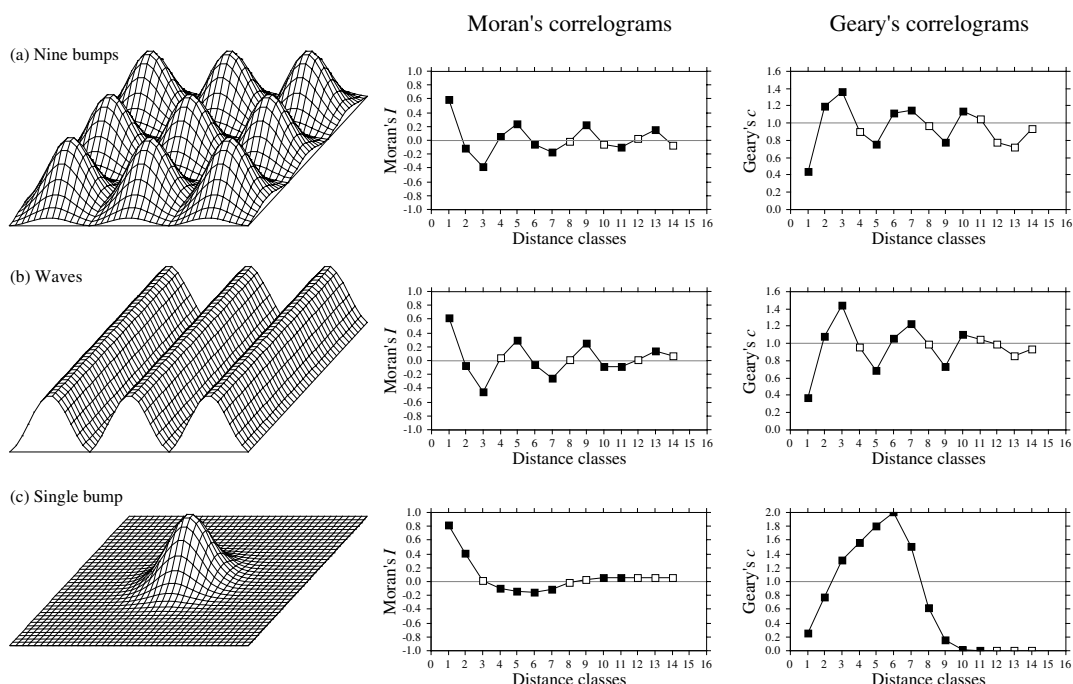 Moran's correlograms
Geary's correlograms
(a) Nine bumps
1.0
0.8
0.6
0.4
0.2
0.0
-0.2
-0.4
-0.6
-0.8
-1.0
Moran's I
0 1 2 3 4 5 6 7 8 9 10 11 12 13 14 15 16
Distance classes
1.6
1.4
1.2
1.0
0.8
0.6
0.4
0.2
0.0
Geary's c
0 1 2 3 4 5 6 7 8 9 10 11 12 13 14 15 16
Distance classes
(b) Waves
1.0
0.8
0.6
0.4
0.2
0.0
-0.2
-0.4
-0.6
-0.8
-1.0
Moran's I
0 1 2 3 4 5 6 7 8 9 10 11 12 13 14 15 16
Distance classes
1.6
1.4
1.2
1.0
0.8
0.6
0.4
0.2
0.0
Geary's c
0 1 2 3 4 5 6 7 8 9 10 11 12 13 14 15 16
Distance classes
(c) Single bump
1.0
0.8
0.6
0.4
0.2
0.0
-0.2
-0.4
-0.6
-0.8
-1.0
Moran's I
0 1 2 3 4 5 6 7 8 9 10 11 12 13 14 15 16
Distance classes
2.0
1.8
1.6
1.4
1.2
1.0
0.8
0.6
0.4
0.2
0.0
Geary's c
0 1 2 3 4 5 6 7 8 9 10 11 12 13 14 15 16
Distance classes